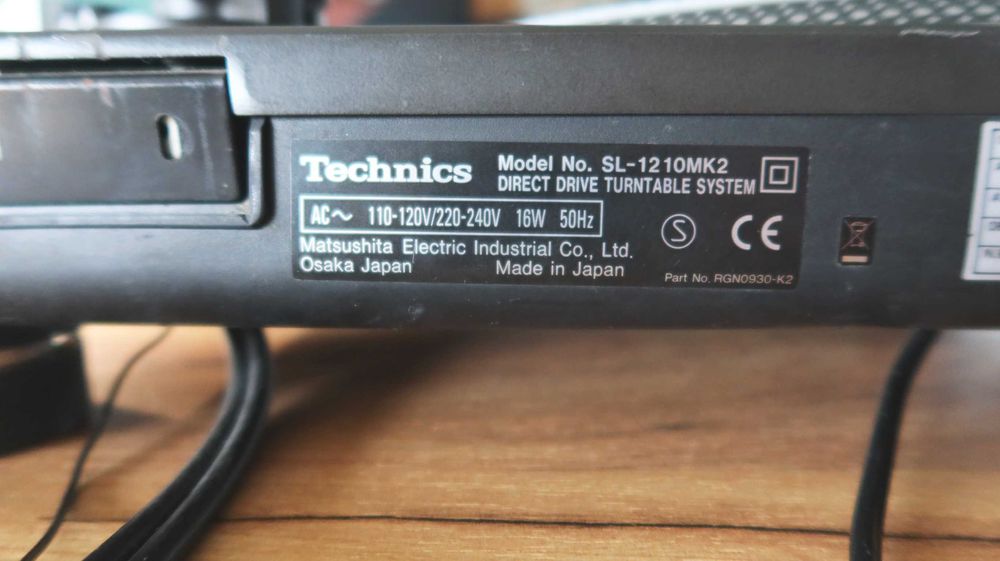 Technics
Model No. SL-1210MK2
DIRECT DRIVE TURNTABLE SYSTEM
AC～ 110-120V/220-240V 16W 50Hz
Matsushita Electric Industrial Co., Ltd.
Osaka Japan Made in Japan
S CE
Part No. RGN0930-K2